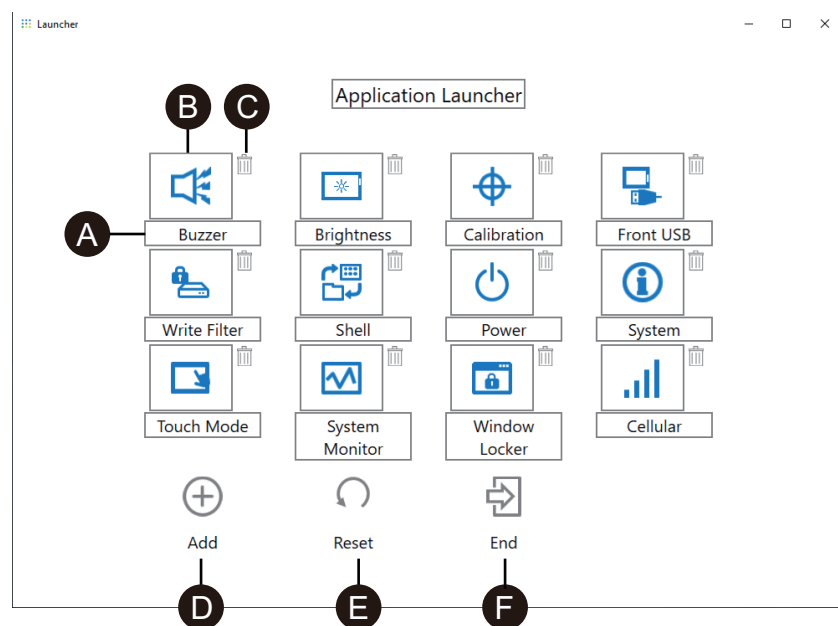 Launcher
Application Launcher
B C
A
Buzzer Brightness Calibration Front USB
Write Filter Shell Power System
Touch Mode System Monitor Window Locker Cellular
Add Reset End
D E F